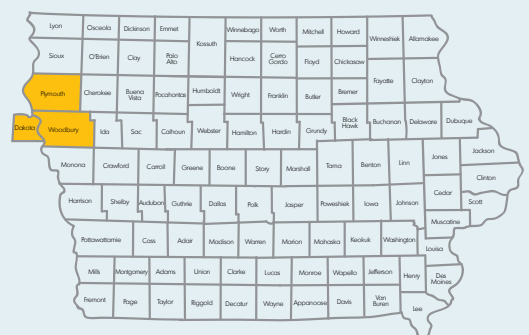 Lyon Osceola Dickinson Emmet Kossuth Winnebago Worth Mitchell Howard Winneshiek Allamakee
Sioux O'Brien Clay Palo Alto Hancock Cerro Gordo Floyd Chickasaw
Fayatte Clayton
Plymouth Cherokee Buena Vista Pocahontas Humboldt Wright Franklin Butler Bremer
Dakota Woodbury Ida Sac Calhoun Webster Hamilton Hardin Grundy Black Hawk Buchanan Delaware Dubuque
Monona Crawford Carroll Greene Boone Story Marshall Tama Benton Linn Jones Jackson
Clinton
Harrison Shelby Audubon Guthrie Dallas Polk Jasper Poweshiek Iowa Johnson Cedar Scott
Muscatine
Pottawattamie Cass Adair Madison Warren Marion Mahaska Keokuk Washington Louisa
Mills Montgomery Adams Union Clarke Lucas Monroe Wapello Jefferson Henry Des Moines
Fremont Page Taylor Riggold Decatur Wayne Appanoose Davis Van Buren Lee